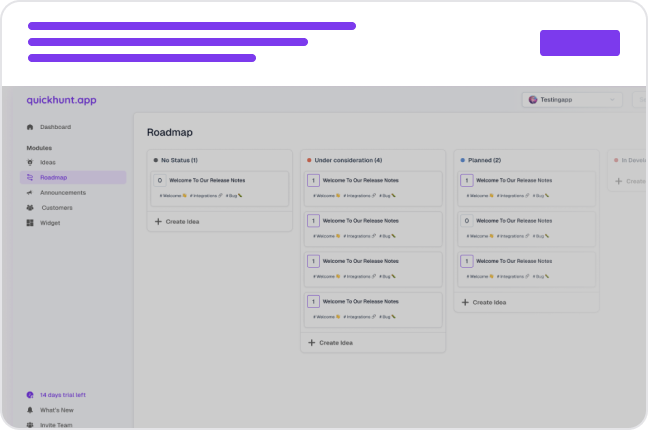 quickhunt.app
Testingapp
Dashboard
Modules
Ideas
Roadmap
Announcements
Customers
Widget
14 days trial left
What's New
Invite Team
Roadmap
No Status (1)
0 Welcome To Our Release Notes
# Welcome 👋 # Integrations 🔗 # Bug 🐛
Create Idea
Under consideration (4)
1 Welcome To Our Release Notes
# Welcome 👋 # Integrations 🔗 # Bug 🐛
1 Welcome To Our Release Notes
# Welcome 👋 # Integrations 🔗 # Bug 🐛
1 Welcome To Our Release Notes
# Welcome 👋 # Integrations 🔗 # Bug 🐛
1 Welcome To Our Release Notes
# Welcome 👋 # Integrations 🔗 # Bug 🐛
Create Idea
Planned (2)
1 Welcome To Our Release Notes
# Welcome 👋 # Integrations 🔗 # Bug 🐛
0 Welcome To Our Release Notes
# Welcome 👋 # Integrations 🔗 # Bug 🐛
1 Welcome To Our Release Notes
# Welcome 👋 # Integrations 🔗 # Bug 🐛
Create Idea
In Devel
Create